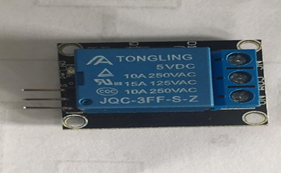 TONGLING
5VDC
10A 250VAC
15A 125VAC
10A 250VAC
JQC-3FF-S-Z